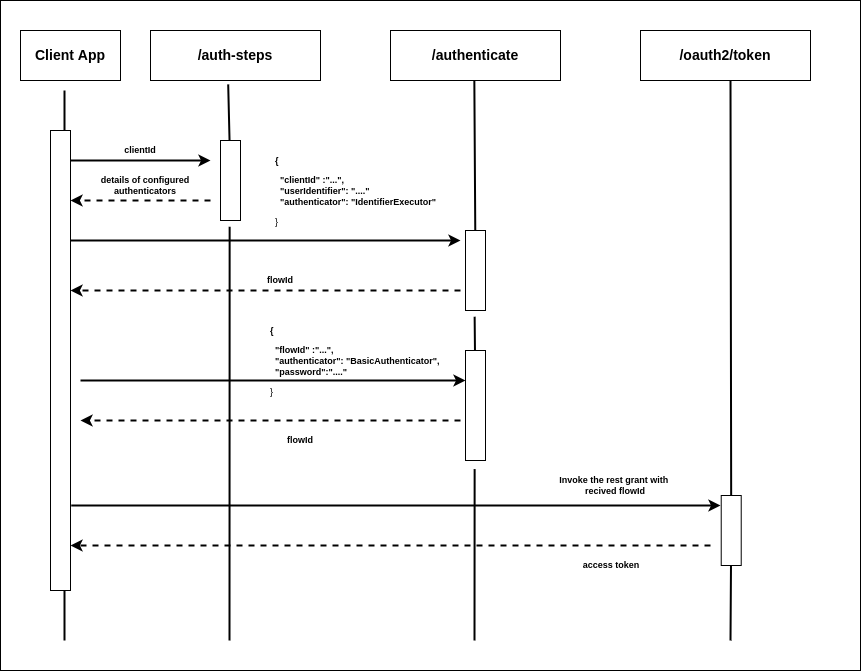 Client App
/auth-steps
/authenticate
/oauth2/token
clientId
details of configured
authenticators
{
"clientId" :"...",
"userIdentifier": "...."
"authenticator": "IdentifierExecutor"
}
flowId
{
"flowId" :"...",
"authenticator": "BasicAuthenticator",
"password":"...."
}
flowId
Invoke the rest grant with
recived flowId
access token